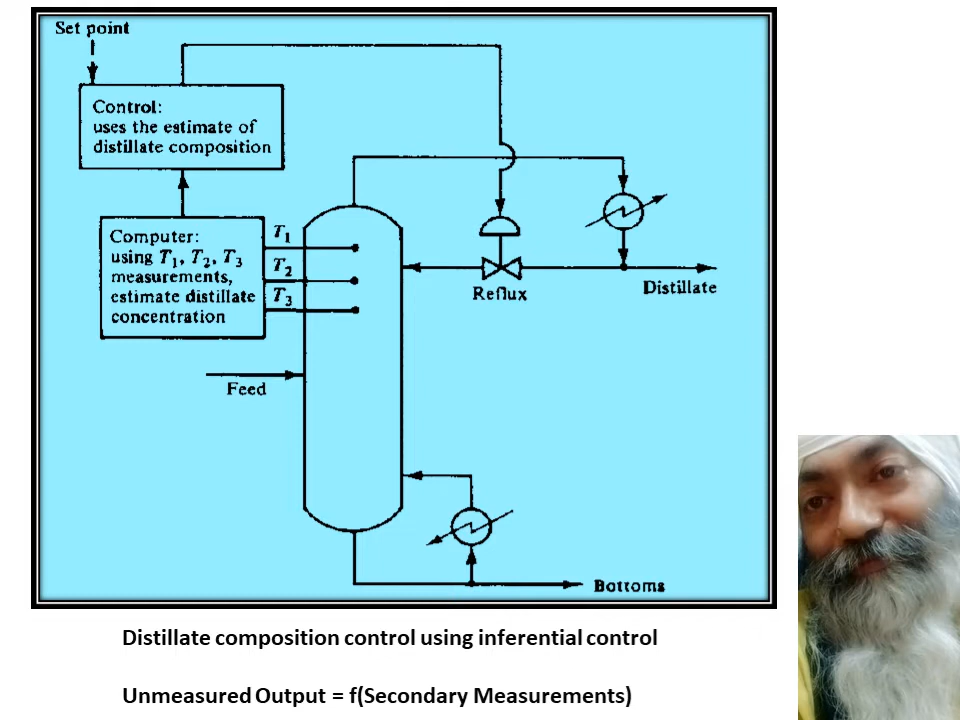 Set point
Control:
uses the estimate of
distillate composition
Computer:
using T1, T2, T3
measurements,
estimate distillate
concentration
T1
T2
T3
Reflux
Distillate
Feed
Bottoms
Distillate composition control using inferential control
Unmeasured Output = f(Secondary Measurements)